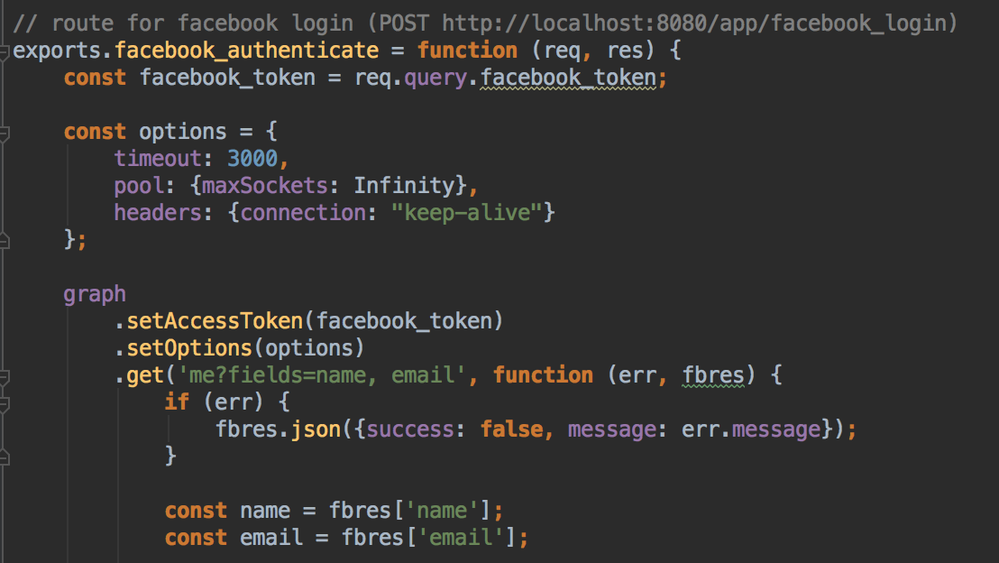 // route for facebook login (POST http://localhost:8080/app/facebook_login)
exports.facebook_authenticate = function (req, res) {
    const facebook_token = req.query.facebook_token;

    const options = {
        timeout: 3000,
        pool: {maxSockets: Infinity},
        headers: {connection: "keep-alive"}
    };

    graph
        .setAccessToken(facebook_token)
        .setOptions(options)
        .get('me?fields=name, email', function (err, fbres) {
            if (err) {
                fbres.json({success: false, message: err.message});
            }

            const name = fbres['name'];
            const email = fbres['email'];